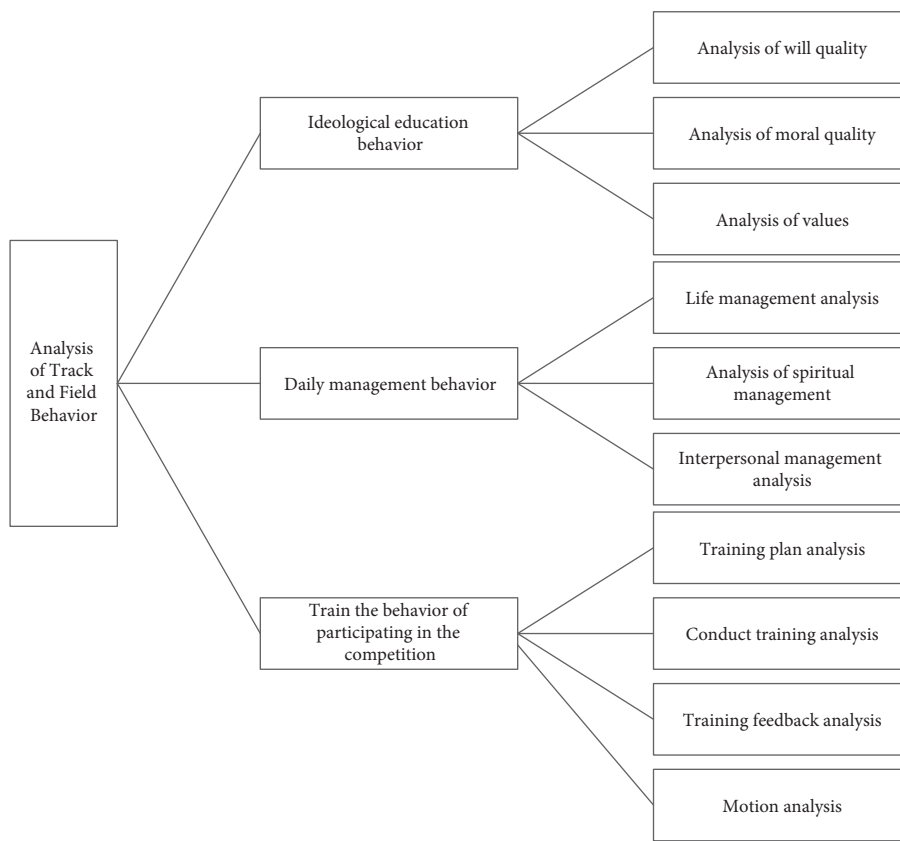 Analysis
of Track
and Field
Behavior
Ideological education
behavior
Analysis of will quality
Analysis of moral quality
Analysis of values
Daily management behavior
Life management analysis
Analysis of spiritual
management
Interpersonal management
analysis
Train the behavior of
participating in the
competition
Training plan analysis
Conduct training analysis
Training feedback analysis
Motion analysis